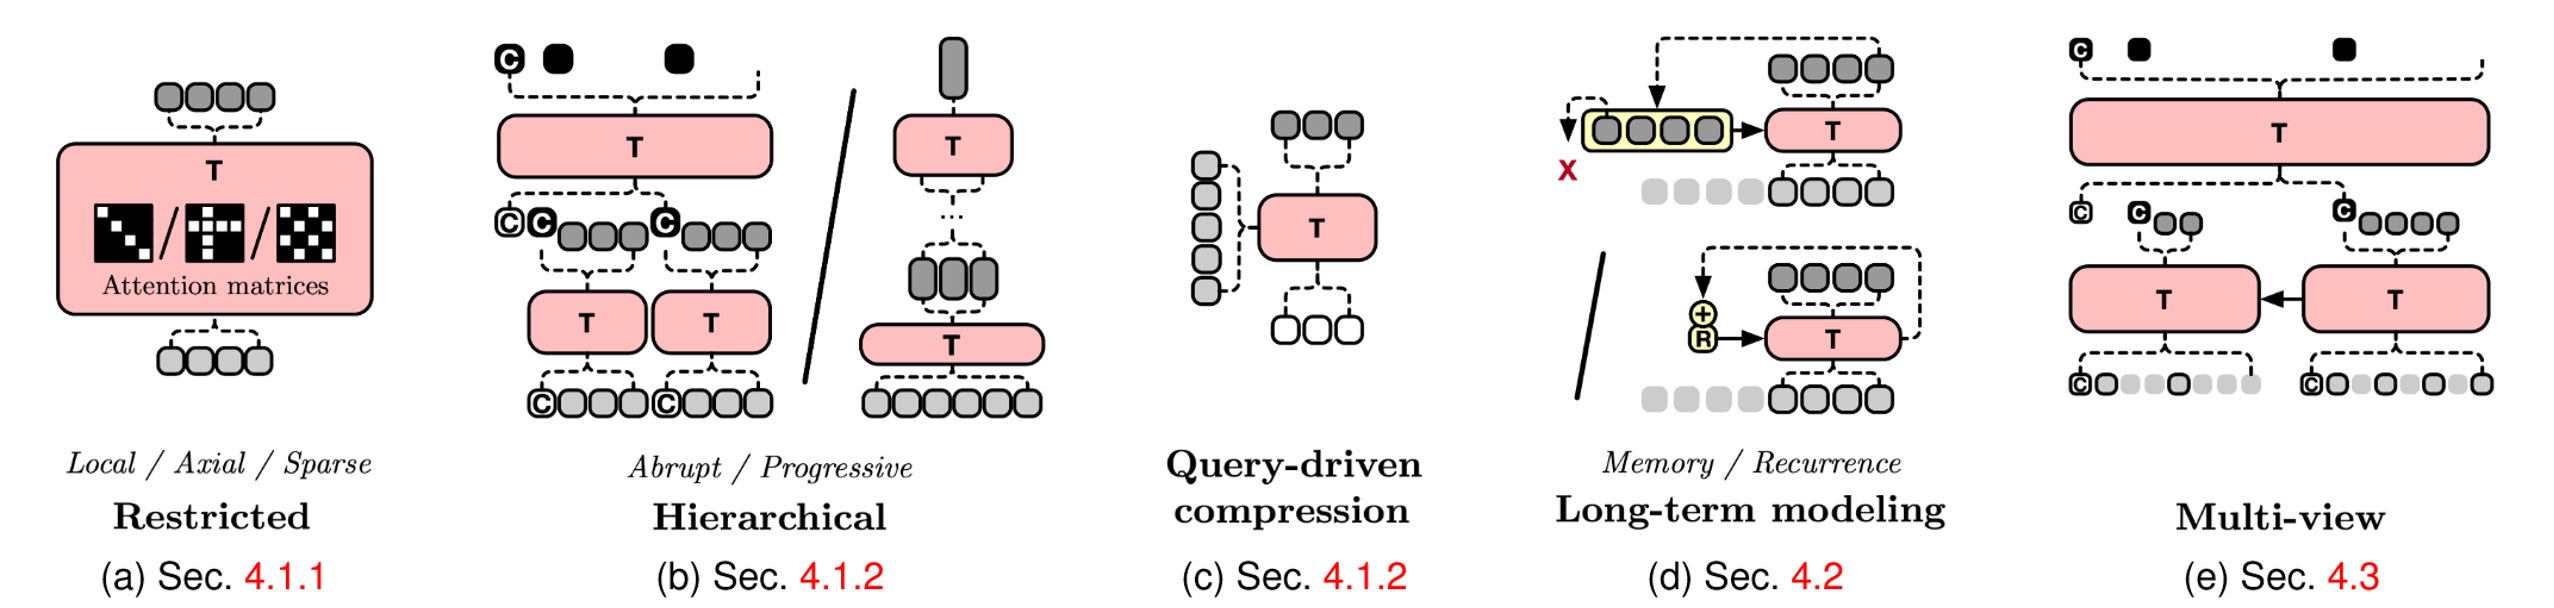 T
Attention matrices
Local / Axial / Sparse
Restricted
(a) Sec. 4.1.1
C
T
C C C
T T
C C
T
...
T
Abrupt / Progressive
Hierarchical
(b) Sec. 4.1.2
T
Query-driven
compression
(c) Sec. 4.1.2
T
X
+
R T
Memory / Recurrence
Long-term modeling
(d) Sec. 4.2
C
T
C C C
T T
C C
Multi-view
(e) Sec. 4.3